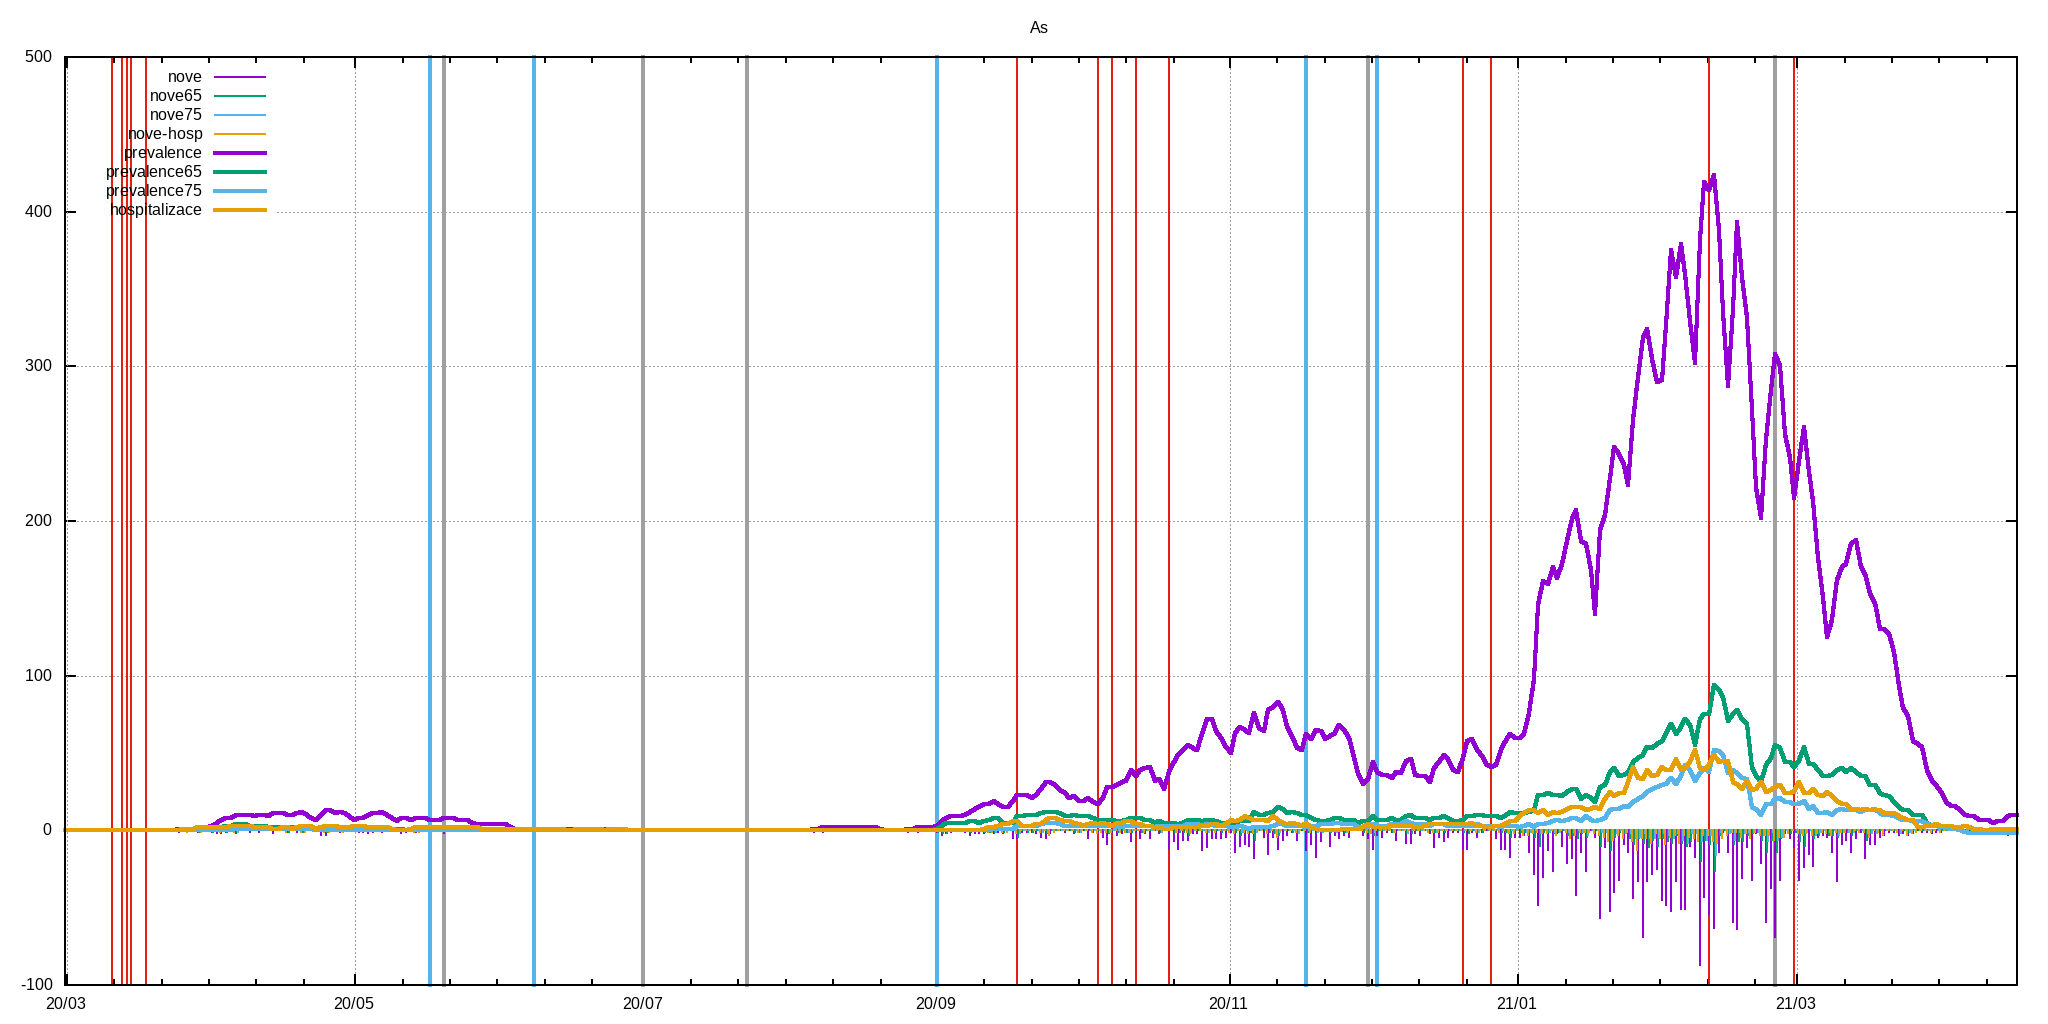 As
500
nove
nove65
nove75
nove-hosp
prevalence
prevalence65
prevalence75
hospitalizace
400
300
200
100
0
-100
20/03 20/05 20/07 20/09 20/11 21/01 21/03